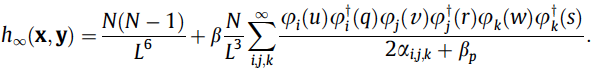 h∞(x, y) = N(N − 1)/L⁶ + β N/L³ ∑_{i,j,k}^{∞} φ_i(u)φ_i^†(q)φ_j(v)φ_j^†(r)φ_k(w)φ_k^†(s)/(2α_{i,j,k} + β_p).